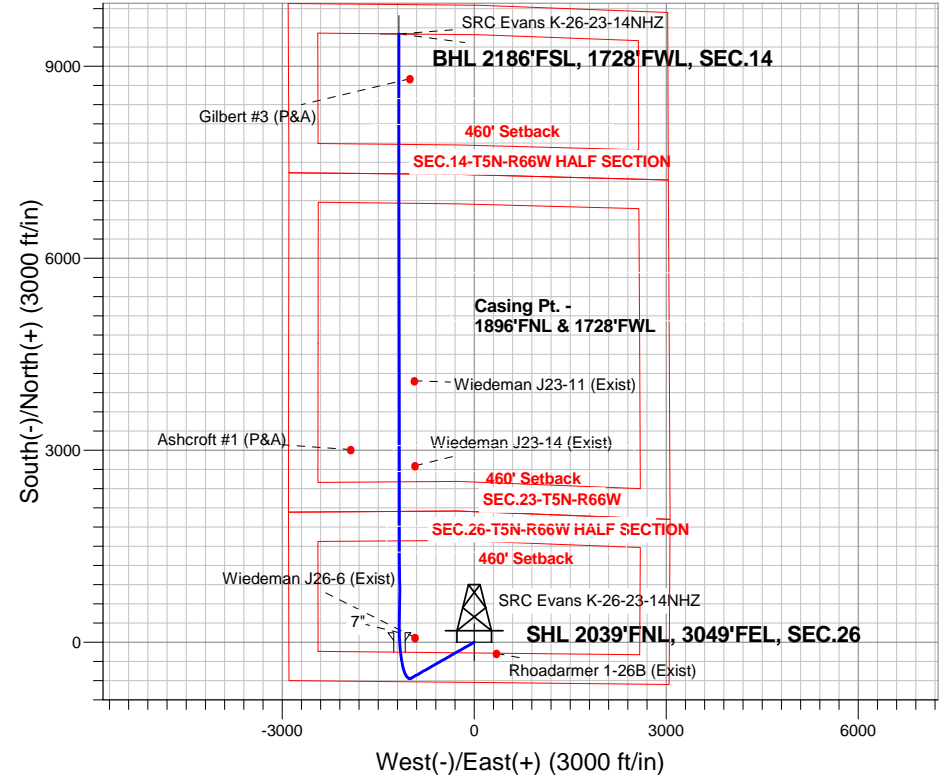 SRC Evans K-26-23-14NHZ
BHL 2186'FSL, 1728'FWL, SEC.14
9000
Gilbert #3 (P&A)
460' Setback
SEC.14-T5N-R66W HALF SECTION
6000
Casing Pt. -
1896'FNL & 1728'FWL
Wiedeman J23-11 (Exist)
Ashcroft #1 (P&A)
Wiedeman J23-14 (Exist)
3000
460' Setback
SEC.23-T5N-R66W
SEC.26-T5N-R66W HALF SECTION
460' Setback
Wiedeman J26-6 (Exist)
SRC Evans K-26-23-14NHZ
7"
SHL 2039'FNL, 3049'FEL, SEC.26
0
Rhoadarmer 1-26B (Exist)
South(-)/North(+) (3000 ft/in)
-3000
0
3000
6000
West(-)/East(+) (3000 ft/in)